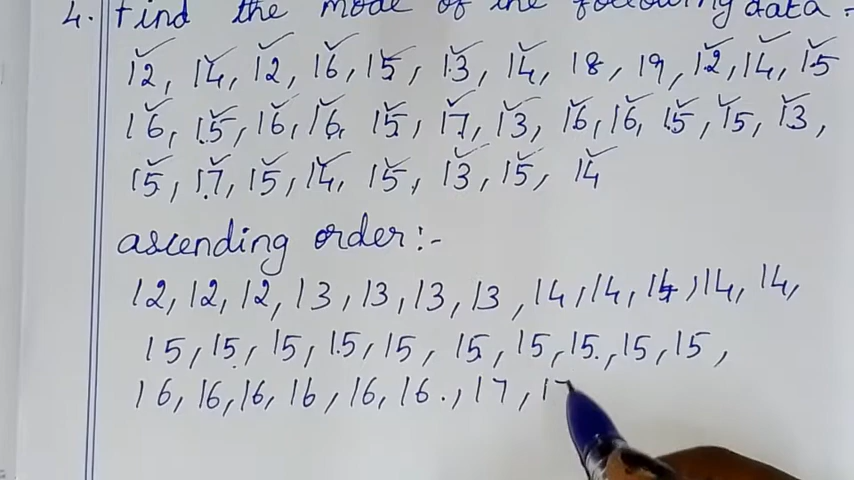 4. Find the mode of the following data:-
12, 14, 12, 16, 15, 13, 14, 18, 19, 12, 14, 15
16, 15, 16, 16, 15, 17, 13, 16, 16, 15, 15, 13,
15, 17, 15, 14, 15, 13, 15, 14
ascending order:-
12, 12, 12, 13, 13, 13, 13, 14, 14, 14, 14, 14,
15, 15, 15, 15, 15, 15, 15, 15, 15, 15,
16, 16, 16, 16, 16, 16, 17, 17